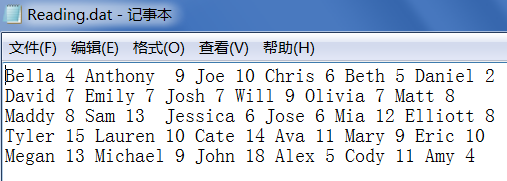 Reading.dat - 记事本
文件(F) 编辑(E) 格式(O) 查看(V) 帮助(H)
Bella 4 Anthony  9 Joe 10 Chris 6 Beth 5 Daniel 2
David 7 Emily 7 Josh 7 Will 9 Olivia 7 Matt 8
Maddy 8 Sam 13  Jessica 6 Jose 6 Mia 12 Elliott 8
Tyler 15 Lauren 10 Cate 14 Ava 11 Mary 9 Eric 10
Megan 13 Michael 9 John 18 Alex 5 Cody 11 Amy 4